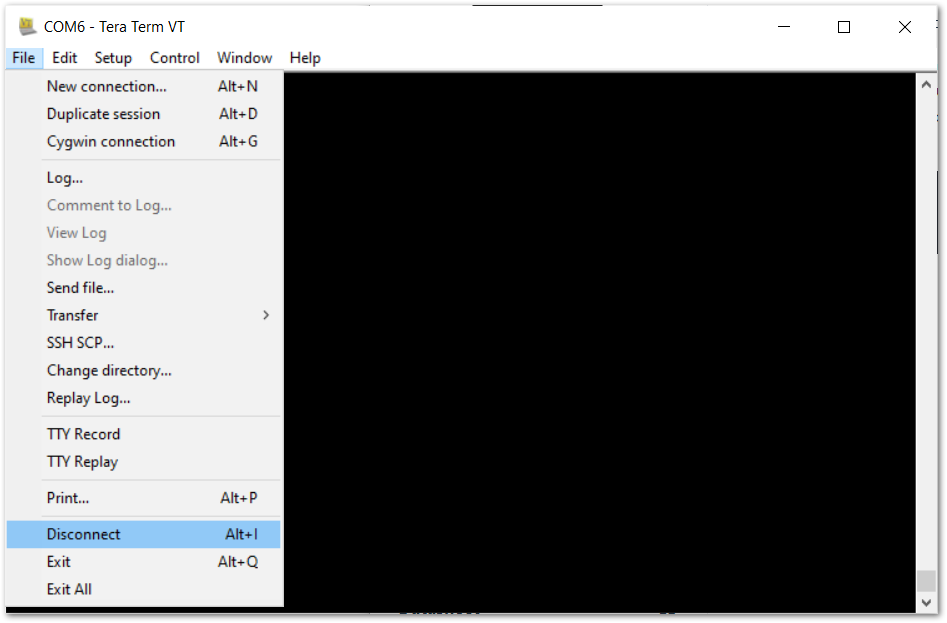 COM6 - Tera Term VT
File Edit Setup Control Window Help
New connection... Alt+N
Duplicate session Alt+D
Cygwin connection Alt+G
Log...
Comment to Log...
View Log
Show Log dialog...
Send file...
Transfer
SSH SCP...
Change directory...
Replay Log...
TTY Record
TTY Replay
Print... Alt+P
Disconnect Alt+I
Exit Alt+Q
Exit All